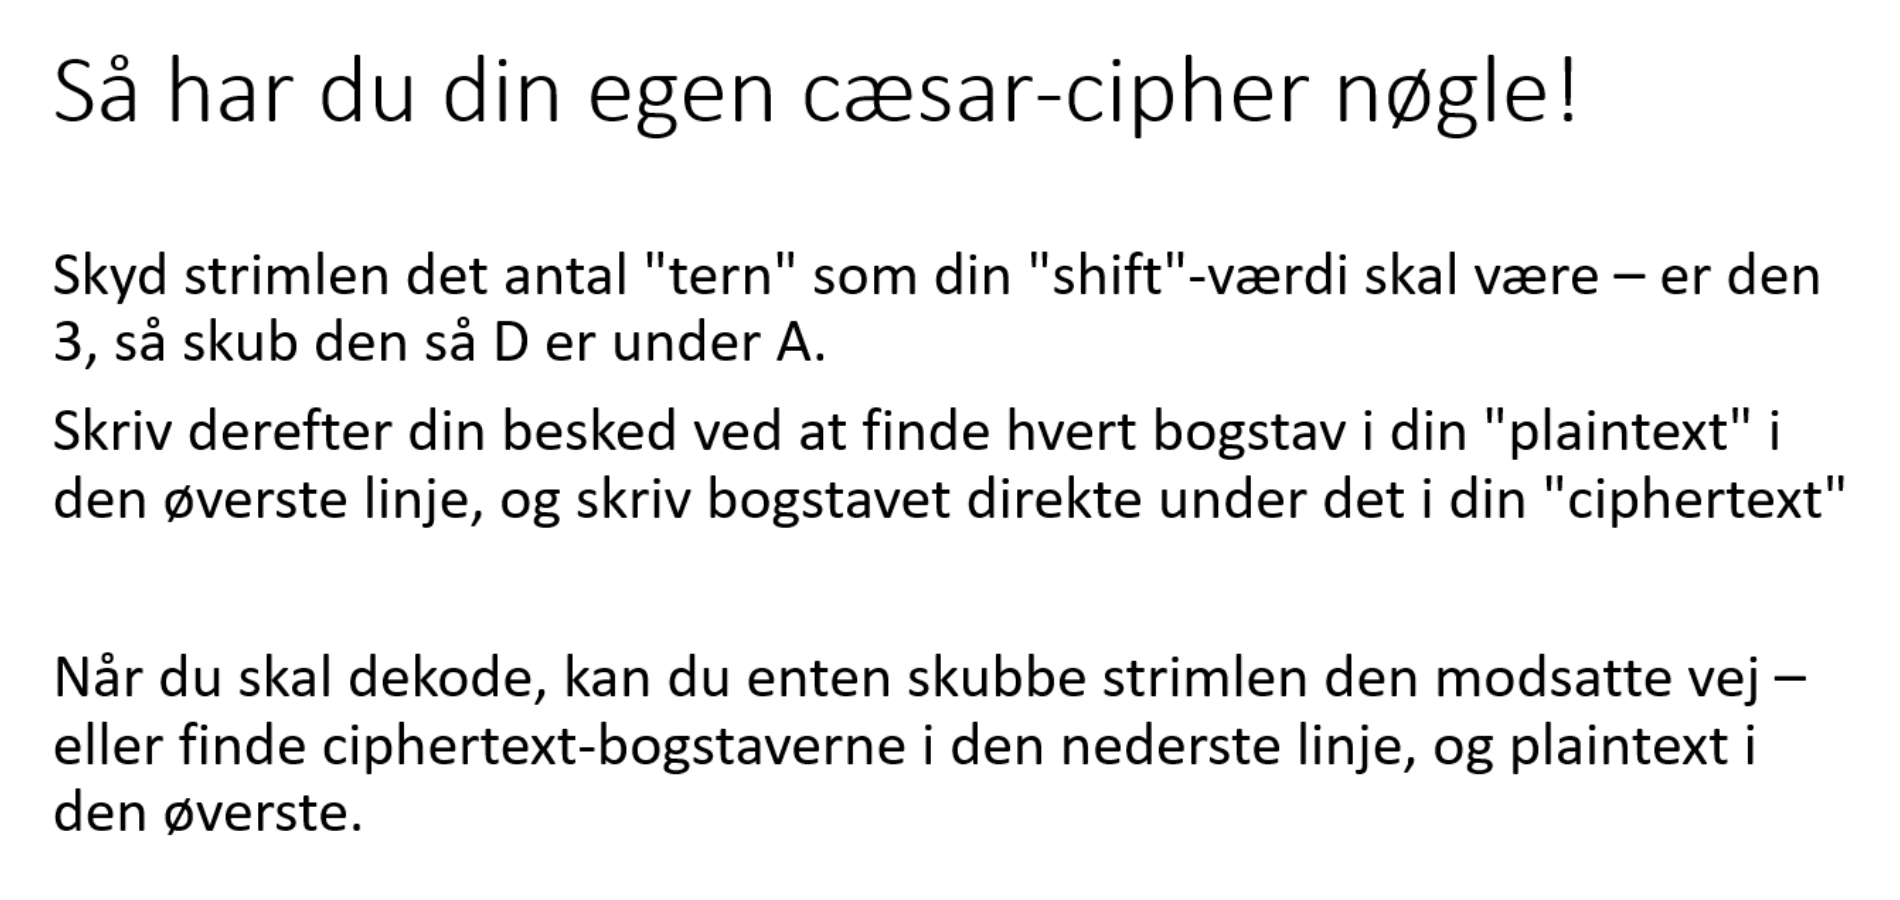 Så har du din egen cæsar-cipher nøgle!
Skyd strimlen det antal "tern" som din "shift"-værdi skal være – er den
3, så skub den så D er under A.
Skriv derefter din besked ved at finde hvert bogstav i din "plaintext" i
den øverste linje, og skriv bogstavet direkte under det i din "ciphertext"
Når du skal dekode, kan du enten skubbe strimlen den modsatte vej –
eller finde ciphertext-bogstaverne i den nederste linje, og plaintext i
den øverste.